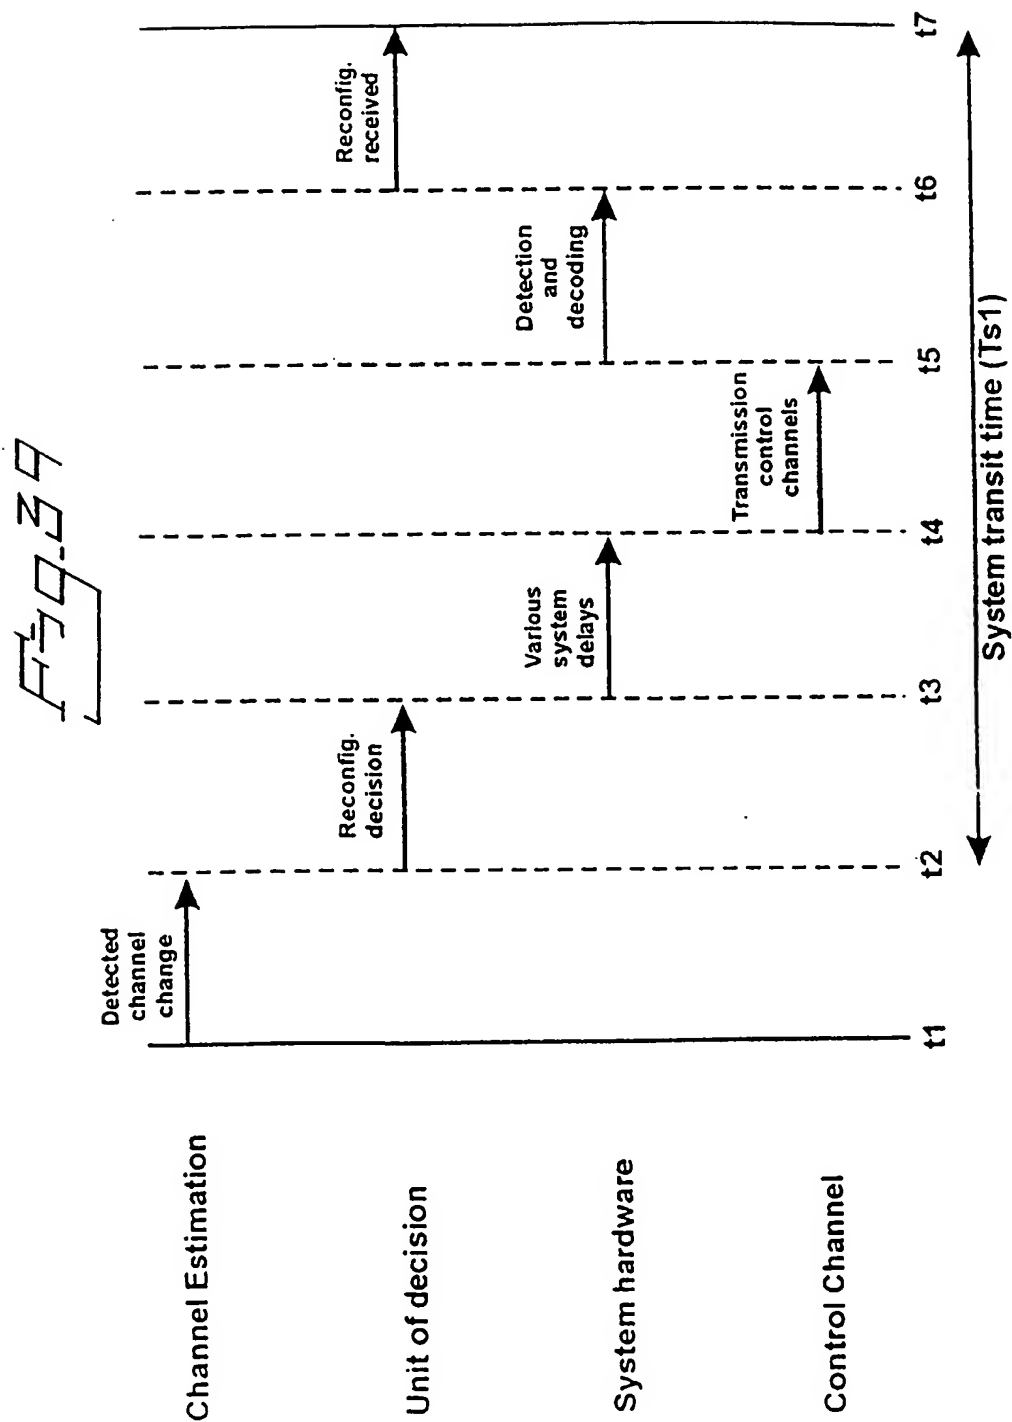 Fig. 39
Channel Estimation
Detected
channel
change
Unit of decision
Reconfig.
decision
Reconfig.
received
System hardware
Various
system
delays
Detection
and
decoding
Control Channel
Transmission
control
channels
t1
t2
t3
t4
t5
t6
t7
System transit time (Ts1)